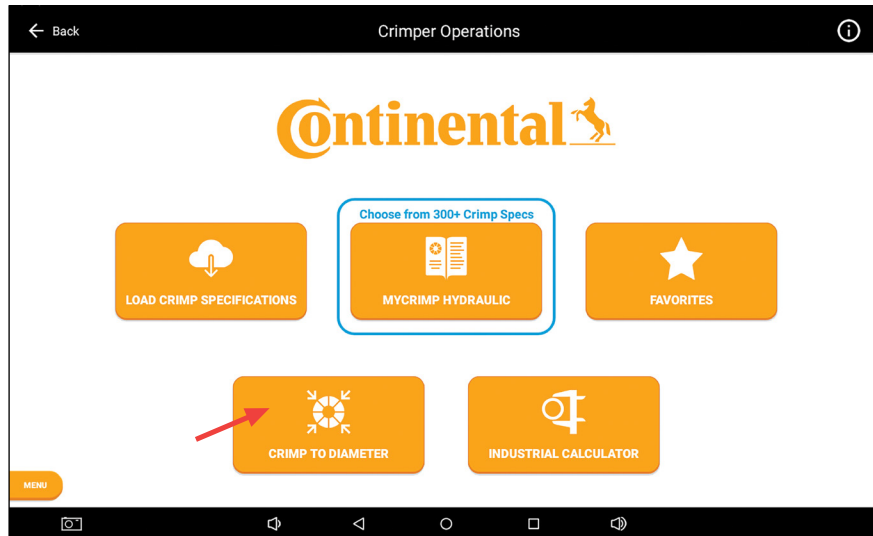 Back
Crimper Operations
Continental
Choose from 300+ Crimp Specs
LOAD CRIMP SPECIFICATIONS
MYCRIMP HYDRAULIC
FAVORITES
CRIMP TO DIAMETER
INDUSTRIAL CALCULATOR
MENU